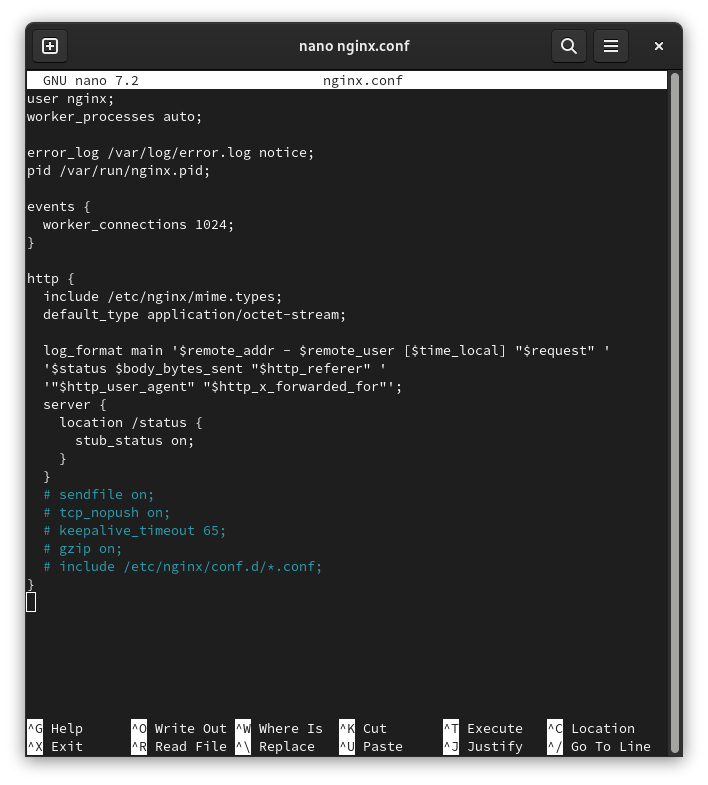 nano nginx.conf
GNU nano 7.2 nginx.conf
user nginx;
worker_processes auto;
error_log /var/log/error.log notice;
pid /var/run/nginx.pid;
events {
worker_connections 1024;
}
http {
include /etc/nginx/mime.types;
default_type application/octet-stream;
log_format main '$remote_addr - $remote_user [$time_local] "$request" '
'$status $body_bytes_sent "$http_referer" '
'"$http_user_agent" "$http_x_forwarded_for"';
server {
location /status {
stub_status on;
}
}
# sendfile on;
# tcp_nopush on;
# keepalive_timeout 65;
# gzip on;
# include /etc/nginx/conf.d/*.conf;
}
^G Help ^O Write Out ^W Where Is ^K Cut ^T Execute ^C Location
^X Exit ^R Read File ^\ Replace ^U Paste ^J Justify ^/ Go To Line